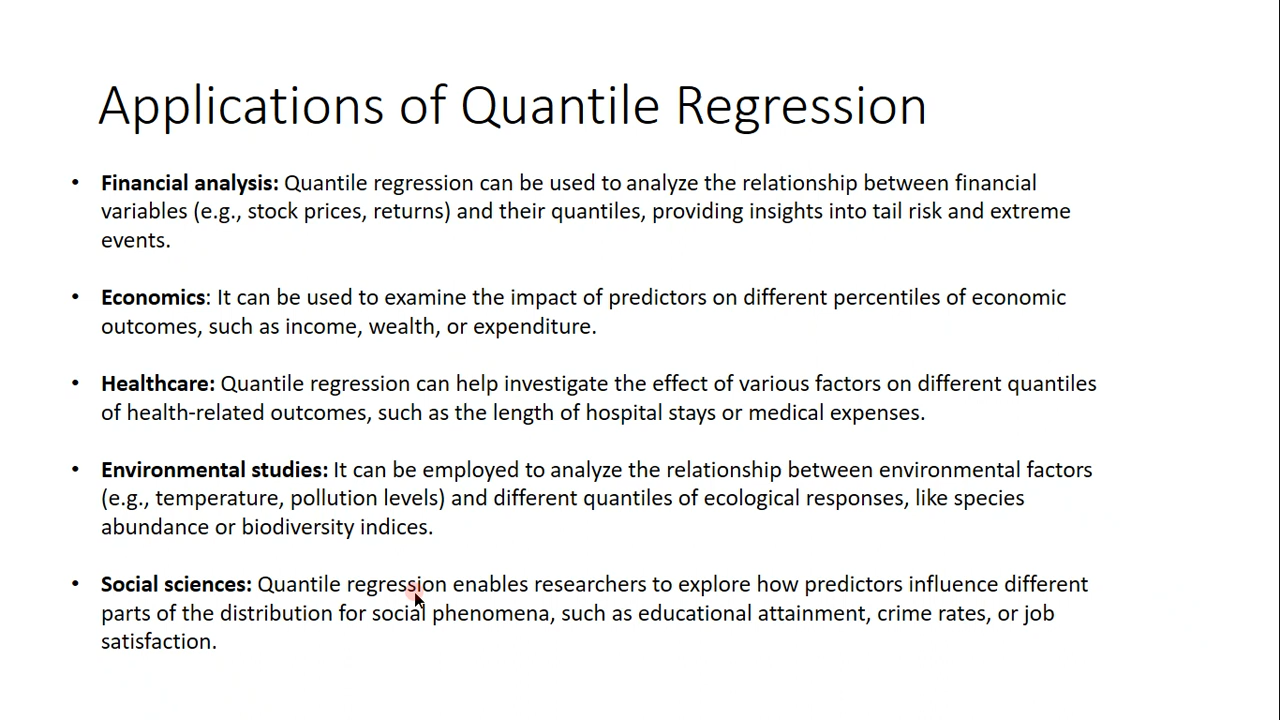 Applications of Quantile Regression
• Financial analysis: Quantile regression can be used to analyze the relationship between financial
variables (e.g., stock prices, returns) and their quantiles, providing insights into tail risk and extreme
events.
• Economics: It can be used to examine the impact of predictors on different percentiles of economic
outcomes, such as income, wealth, or expenditure.
• Healthcare: Quantile regression can help investigate the effect of various factors on different quantiles
of health-related outcomes, such as the length of hospital stays or medical expenses.
• Environmental studies: It can be employed to analyze the relationship between environmental factors
(e.g., temperature, pollution levels) and different quantiles of ecological responses, like species
abundance or biodiversity indices.
• Social sciences: Quantile regression enables researchers to explore how predictors influence different
parts of the distribution for social phenomena, such as educational attainment, crime rates, or job
satisfaction.